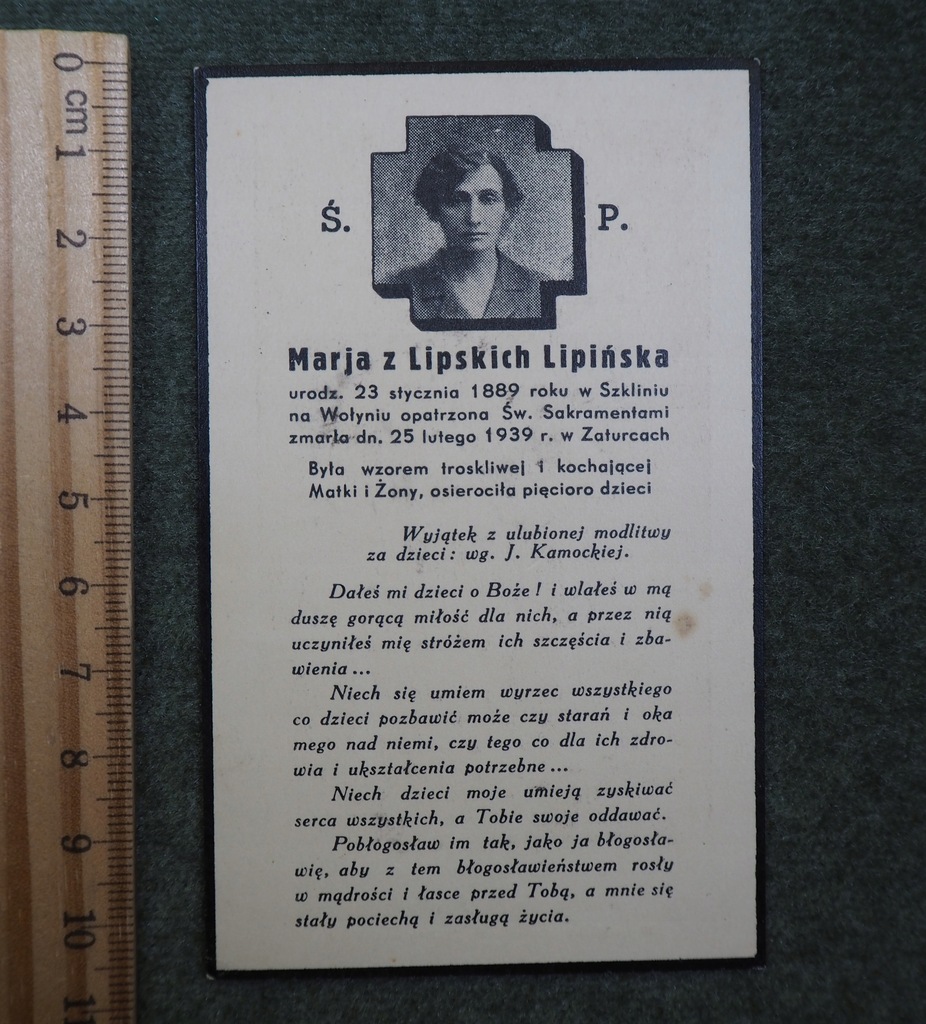 0 cm 1 2 3 4 5 6 7 8 9 10 11
Ś. P.
Marja z Lipskich Lipińska
urodz. 23 stycznia 1889 roku w Szkliniu
na Wołyniu opatrzona Św. Sakramentami
zmarła dn. 25 lutego 1939 r. w Zaturcach
Była wzorem troskliwej i kochającej
Matki i Żony, osierociła pięcioro dzieci
Wyjątek z ulubionej modlitwy
za dzieci: wg. J. Kamockiej.
Dałeś mi dzieci o Boże! i wlałeś w mą
duszę gorącą miłość dla nich, a przez nią
uczyniłeś mię stróżem ich szczęścia i zba-
wienia...
Niech się umiem wyrzec wszystkiego
co dzieci pozbawić może czy starań i oka
mego nad niemi, czy tego co dla ich zdro-
wia i ukształcenia potrzebne...
Niech dzieci moje umieją zyskiwać
serca wszystkich, a Tobie swoje oddawać.
Pobłogosław im tak, jako ja błogosła-
wię, aby z tem błogosławieństwem rosły
w mądrości i łasce przed Tobą, a mnie się
stały pociechą i zasługą życia.